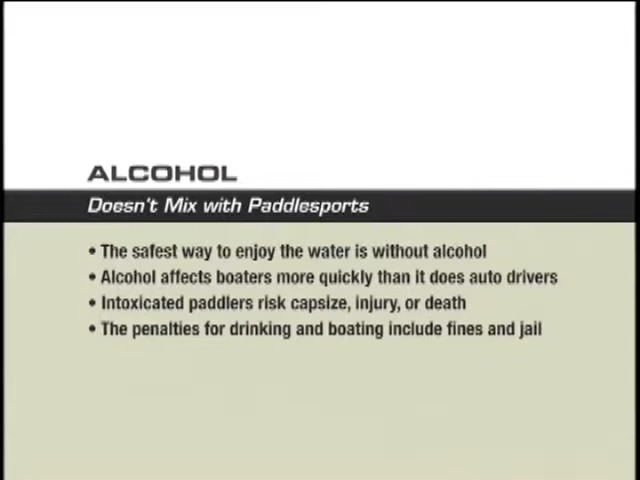 ALCOHOL
Doesn't Mix with Paddlesports
• The safest way to enjoy the water is without alcohol
• Alcohol affects boaters more quickly than it does auto drivers
• Intoxicated paddlers risk capsize, injury, or death
• The penalties for drinking and boating include fines and jail